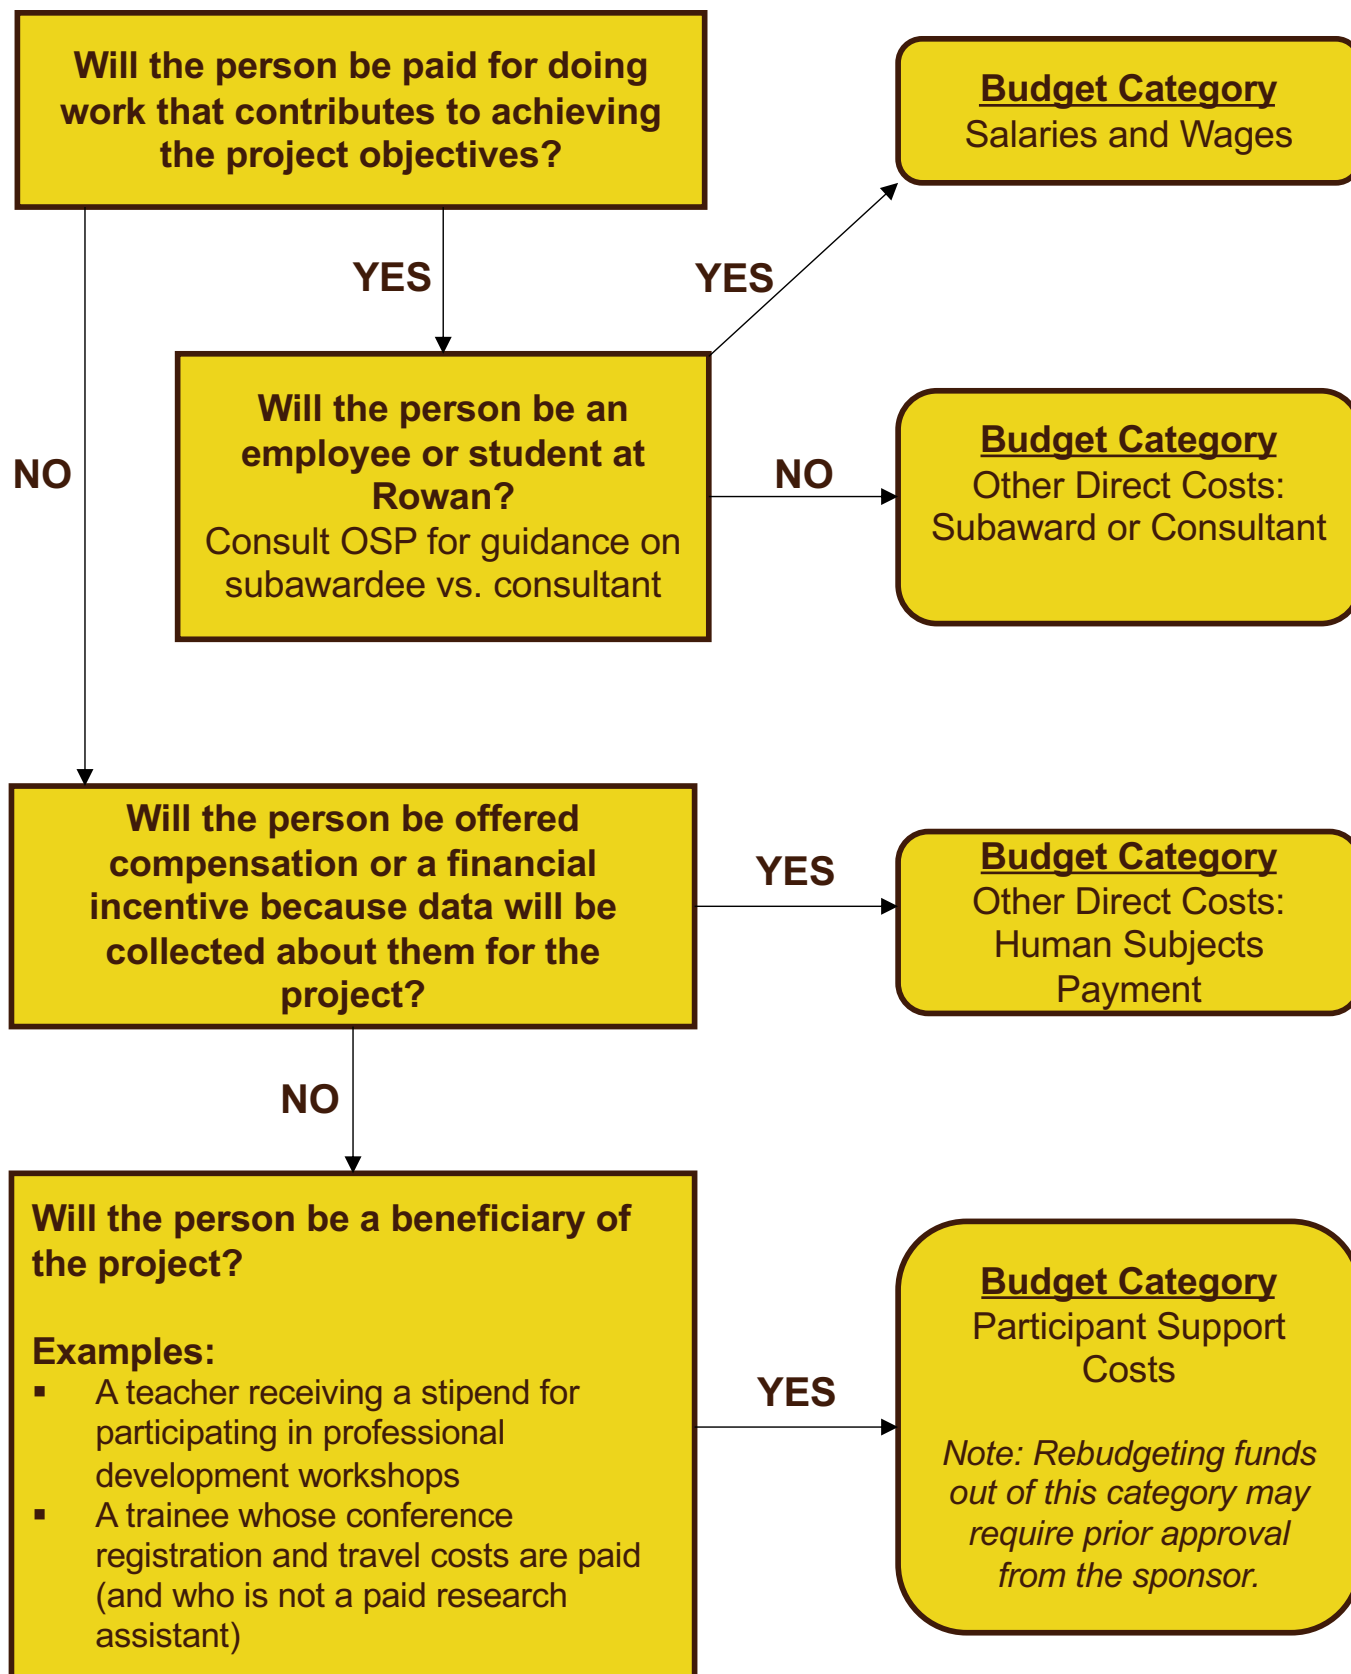 Will the person be paid for doing
work that contributes to achieving
the project objectives?
Budget Category
Salaries and Wages
YES
YES
Will the person be an
employee or student at
Rowan?
Consult OSP for guidance on
subawardee vs. consultant
NO
NO
Budget Category
Other Direct Costs:
Subaward or Consultant
Will the person be offered
compensation or a financial
incentive because data will be
collected about them for the
project?
YES
Budget Category
Other Direct Costs:
Human Subjects
Payment
NO
Will the person be a beneficiary of
the project?
Examples:
▪ A teacher receiving a stipend for
participating in professional
development workshops
▪ A trainee whose conference
registration and travel costs are paid
(and who is not a paid research
assistant)
YES
Budget Category
Participant Support
Costs
Note: Rebudgeting funds
out of this category may
require prior approval
from the sponsor.